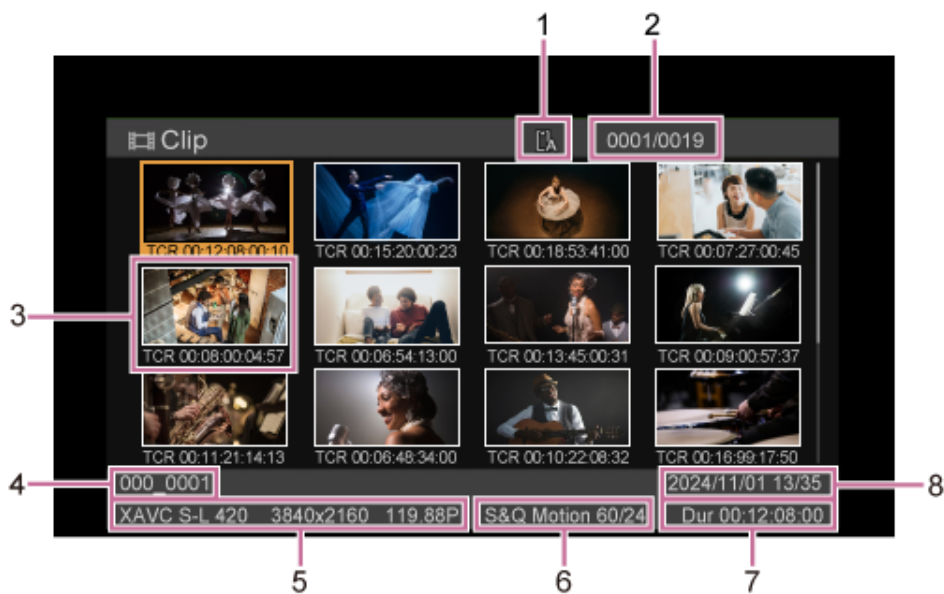 1 2
Clip A 0001/0019
TCR 00:12:08:00:10 TCR 00:15:20:00:23 TCR 00:18:53:41:00 TCR 00:07:27:00:45
3
TCR 00:08:00:04:57 TCR 00:06:54:13:00 TCR 00:13:45:00:31 TCR 00:09:00:57:37
TCR 00:11:21:14:13 TCR 00:06:48:34:00 TCR 00:10:22:08:32 TCR 00:16:99:17:50
4 000_0001 2024/11/01 13/35 8
XAVC S-L 420 3840x2160 119.88P S&Q Motion 60/24 Dur 00:12:08:00
5 6 7